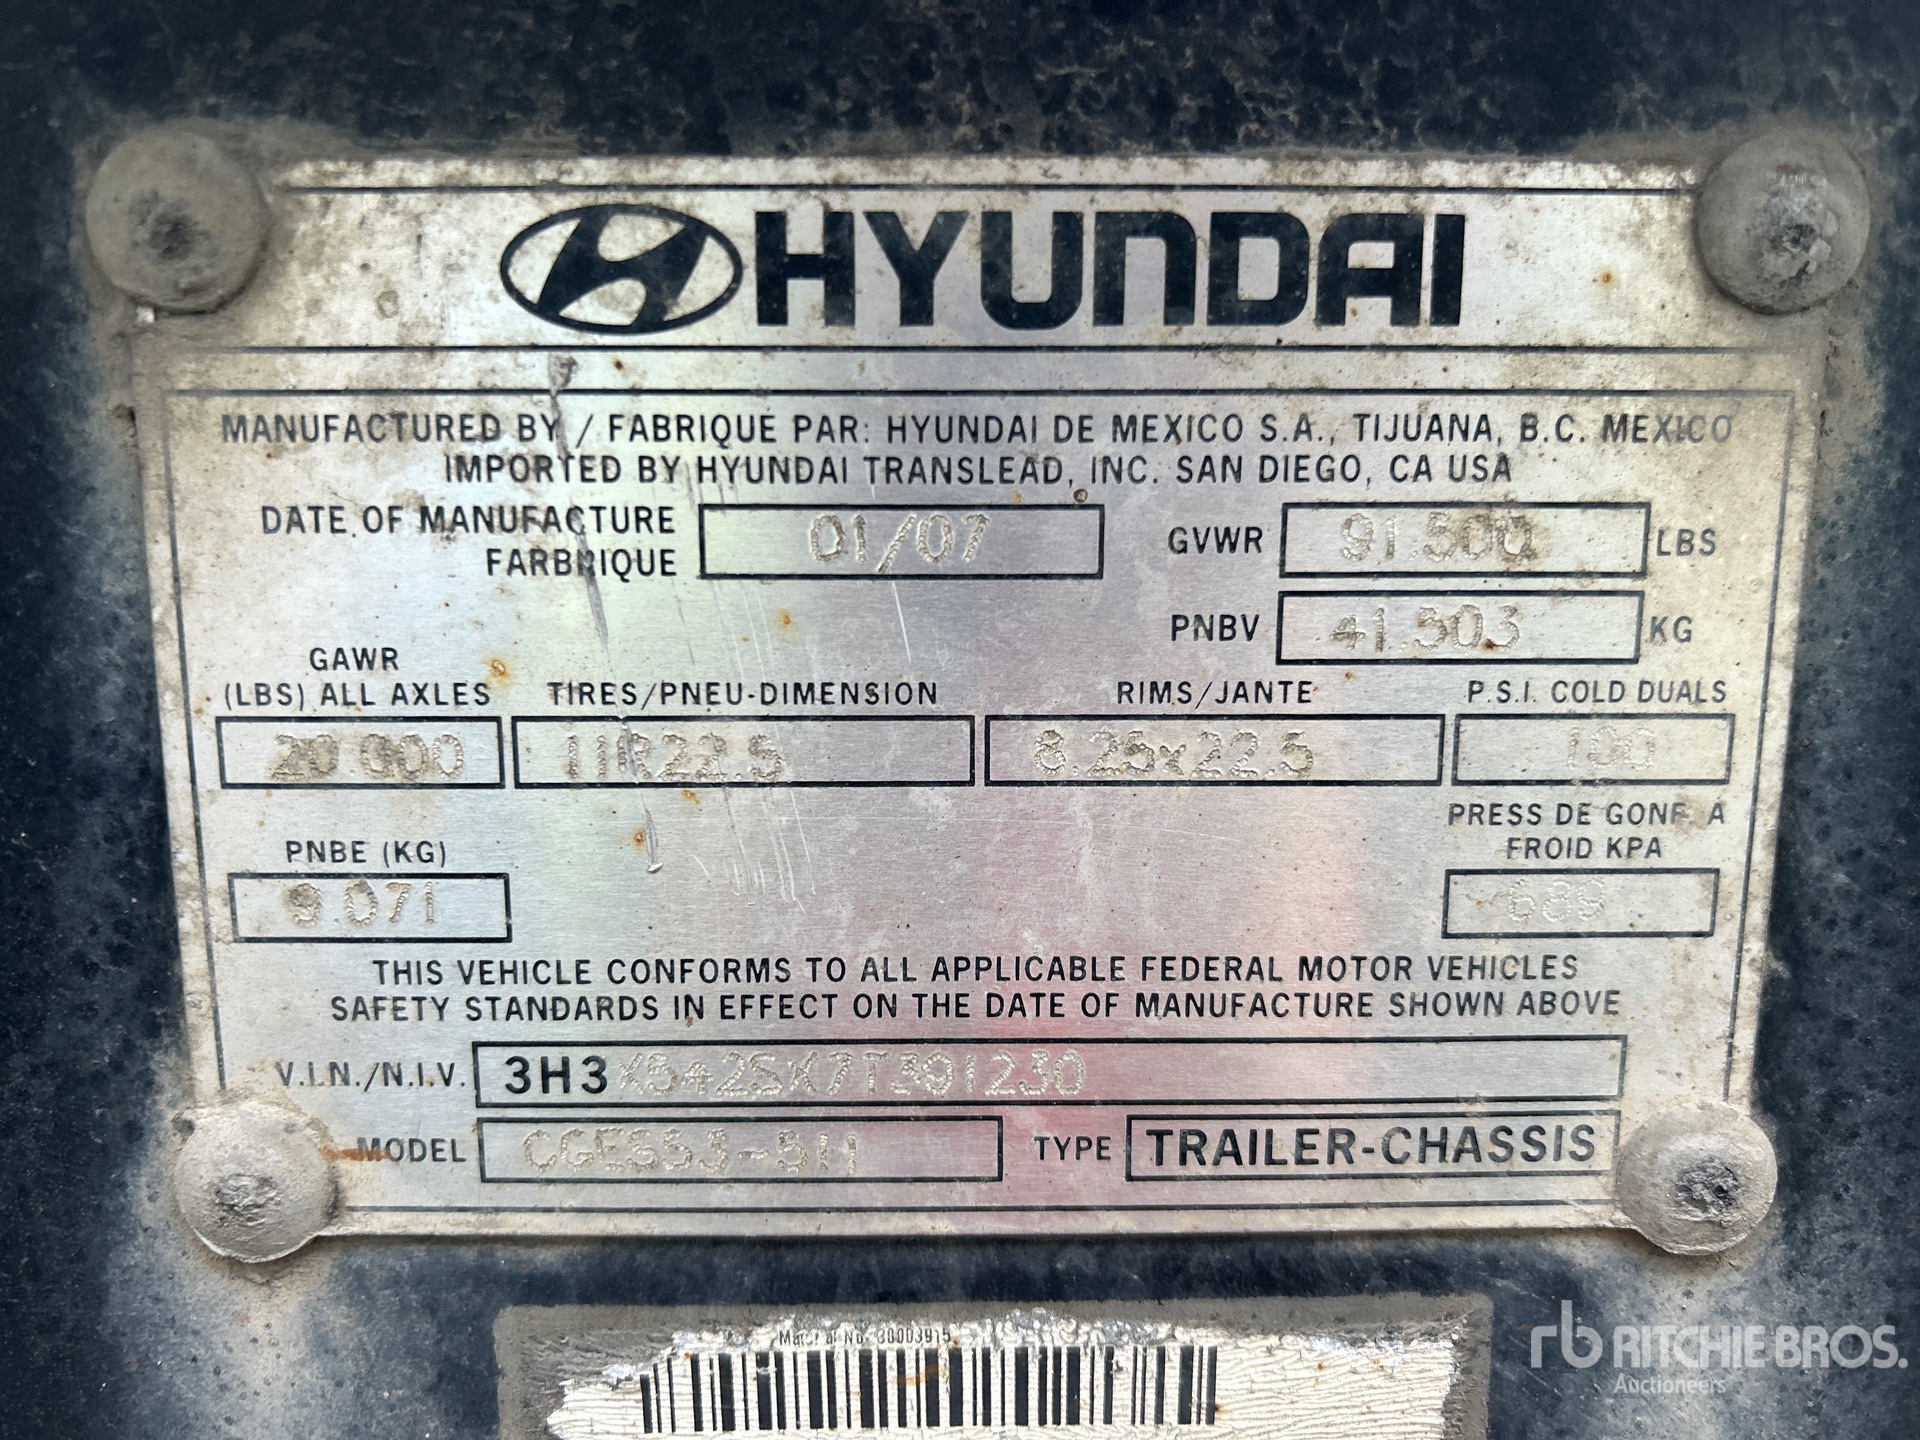 HYUNDAI
MANUFACTURED BY / FABRIQUE PAR: HYUNDAI DE MEXICO S.A., TIJUANA, B.C. MEXICO
IMPORTED BY HYUNDAI TRANSLEAD, INC. SAN DIEGO, CA USA
DATE OF MANUFACTURE 01/07 GVWR 91.500 LBS
FARBRIQUE
PNBV 41.503 KG
GAWR
(LBS) ALL AXLES TIRES/PNEU-DIMENSION RIMS/JANTE P.S.I. COLD DUALS
20 000 11R22.5 8.25x22.5 100
PRESS DE GONF. A
PNBE (KG) FROID KPA
9.071 689
THIS VEHICLE CONFORMS TO ALL APPLICABLE FEDERAL MOTOR VEHICLES
SAFETY STANDARDS IN EFFECT ON THE DATE OF MANUFACTURE SHOWN ABOVE
V.I.N./N.I.V. 3H3K542SX7T391230
MODEL TYPE TRAILER-CHASSIS
No. 30003915
rb RITCHIE BROS.
Auctioneers